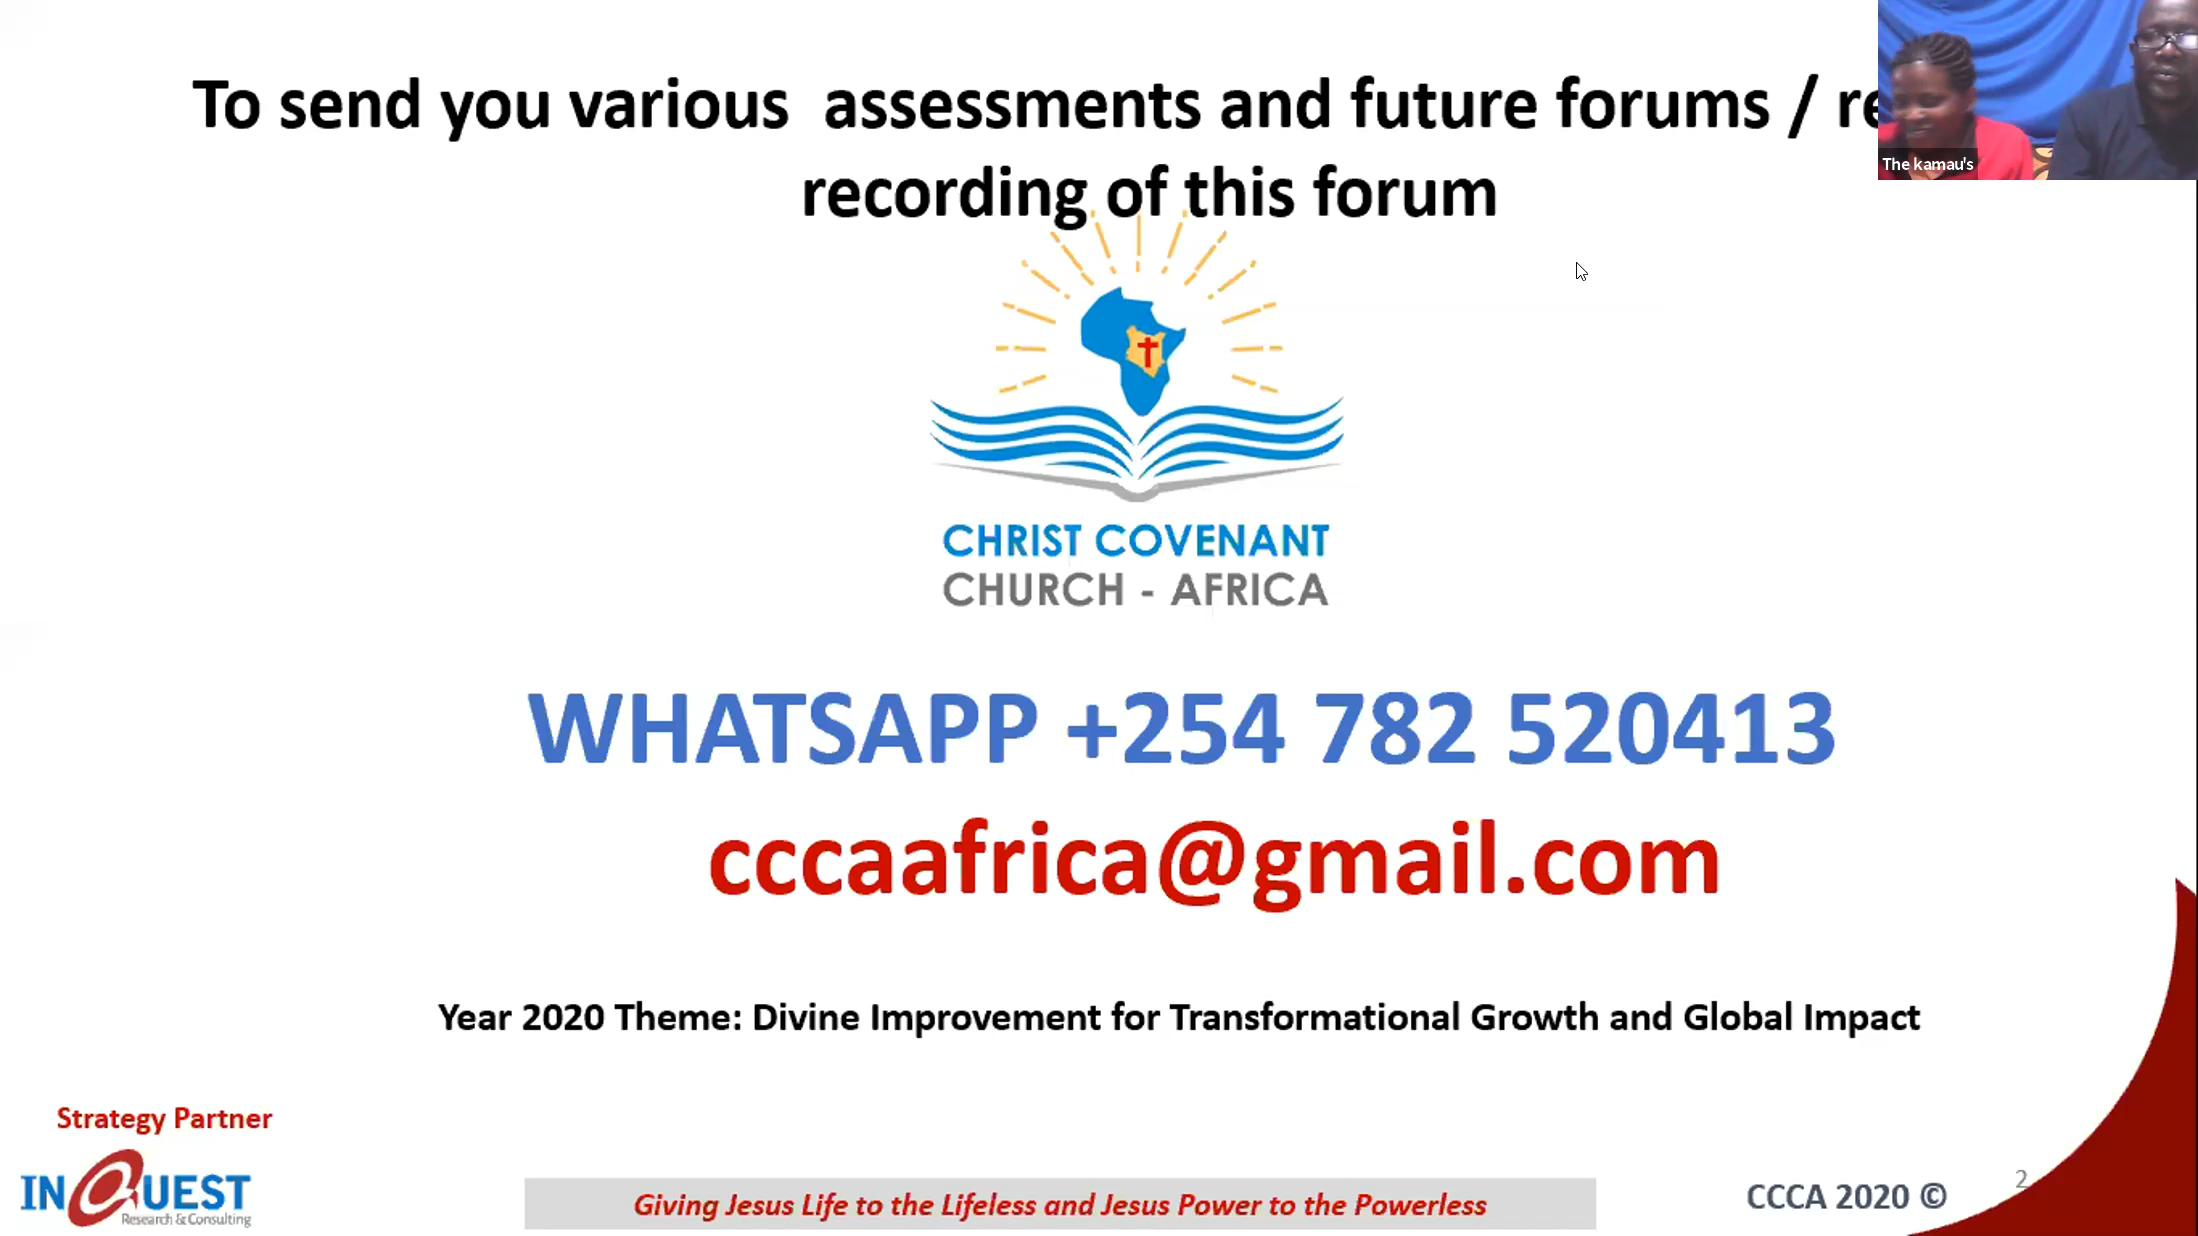 To send you various assessments and future forums /
recording of this forum
The kamau's
CHRIST COVENANT
CHURCH - AFRICA
WHATSAPP +254 782 520413
cccaafrica@gmail.com
Year 2020 Theme: Divine Improvement for Transformational Growth and Global Impact
Strategy Partner
INQUEST
Research & Consulting
Giving Jesus Life to the Lifeless and Jesus Power to the Powerless
CCCA 2020 ©
2